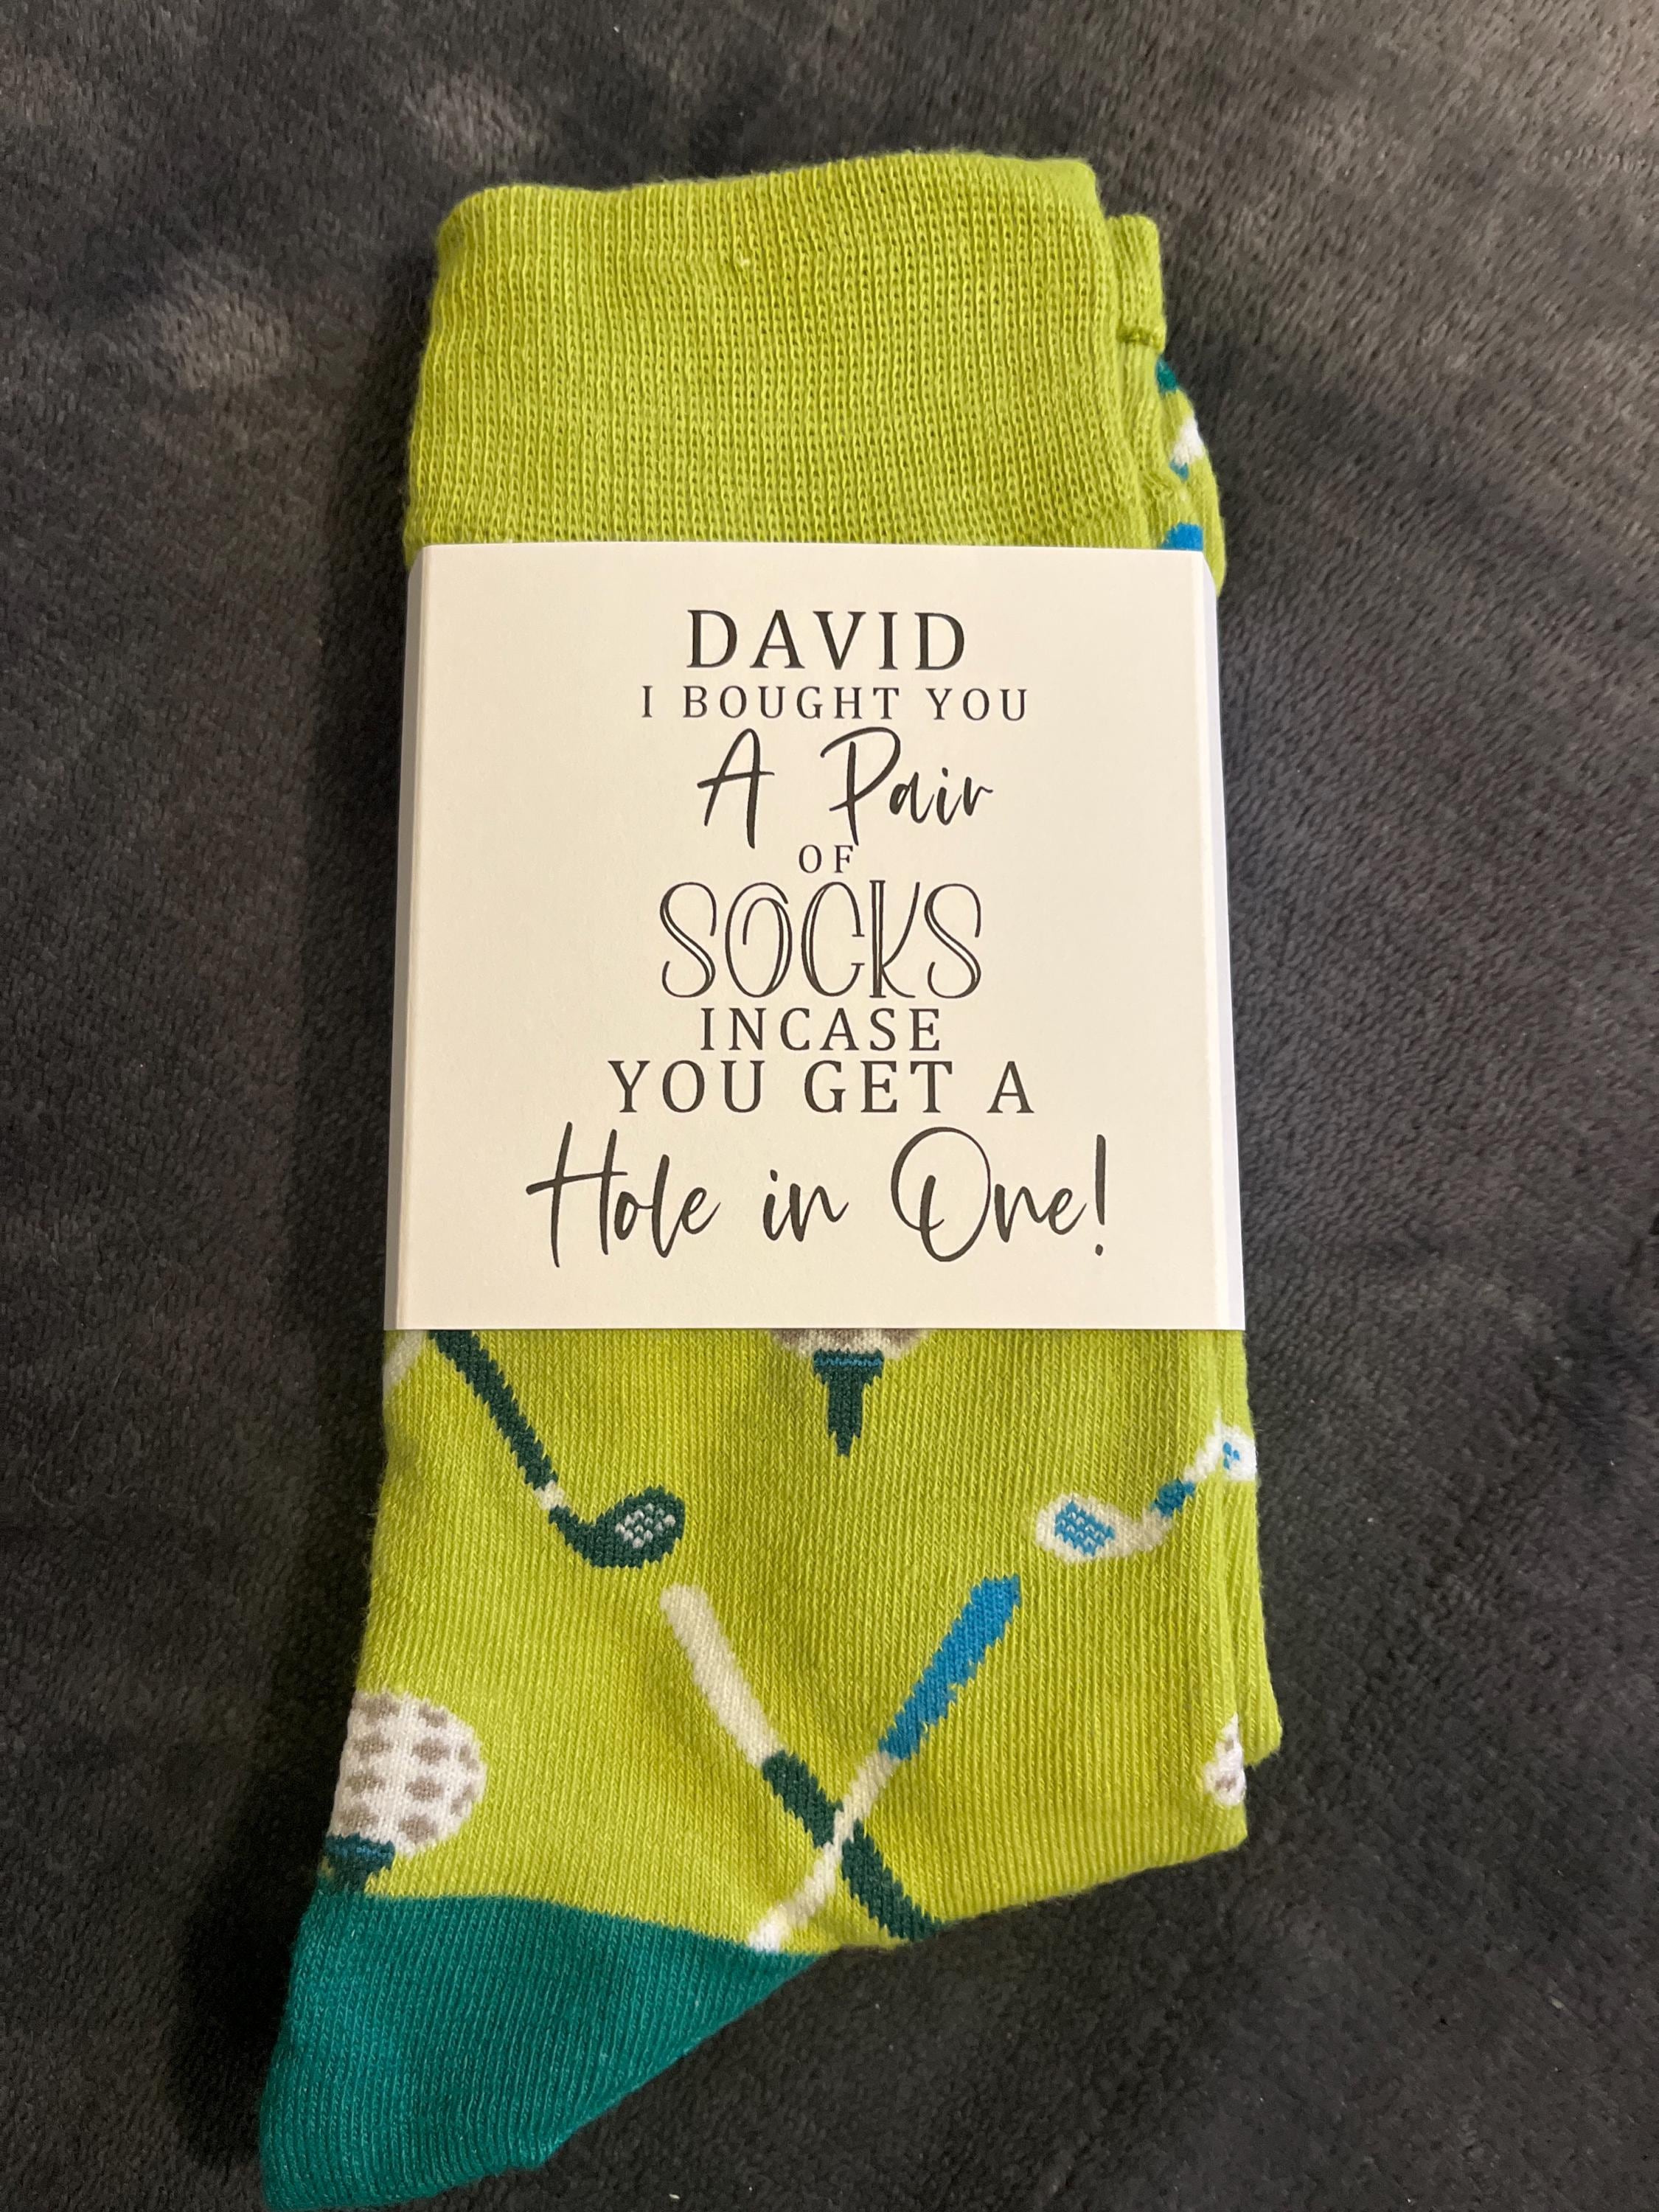 DAVID
I BOUGHT YOU
A Pair
OF
SOCKS
INCASE
YOU GET A
Hole in One!